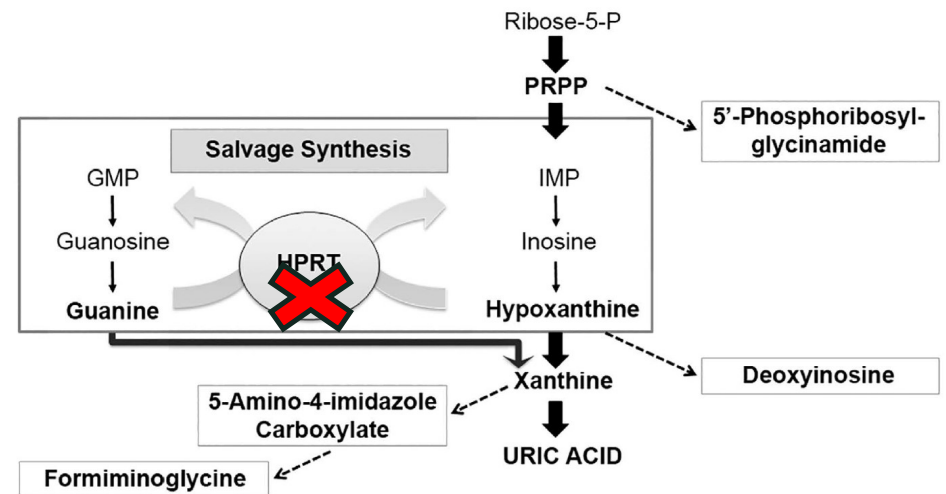 Ribose-5-P
PRPP
5’-Phosphoribosyl-
glycinamide
Salvage Synthesis
GMP
IMP
Guanosine
Inosine
HPRT
Guanine
Hypoxanthine
Xanthine
Deoxyinosine
5-Amino-4-imidazole
Carboxylate
URIC ACID
Formiminoglycine